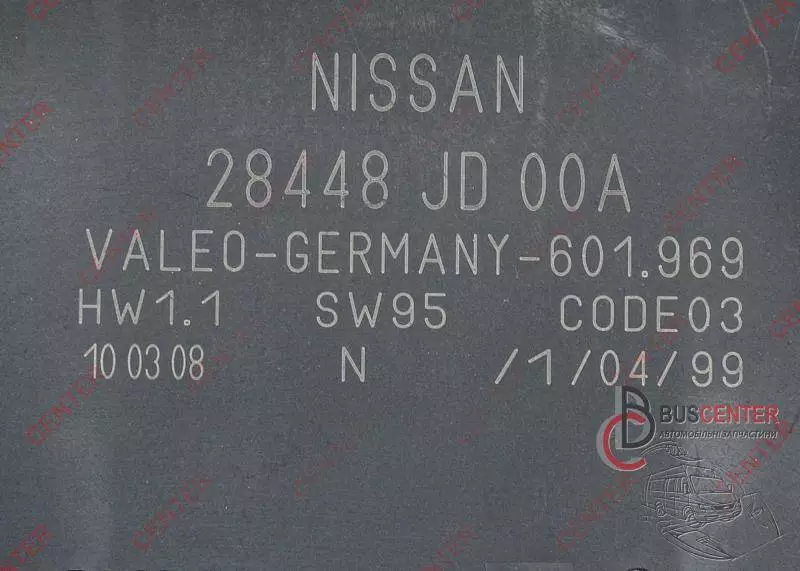 NISSAN
28448 JD 00A
VALEO-GERMANY-601.969
HW1.1 SW95 CODE03
10 03 08 N /1/04/99
BUSCENTER
АВТОМОБІЛЬНІ ЗАПЧАСТИНИ